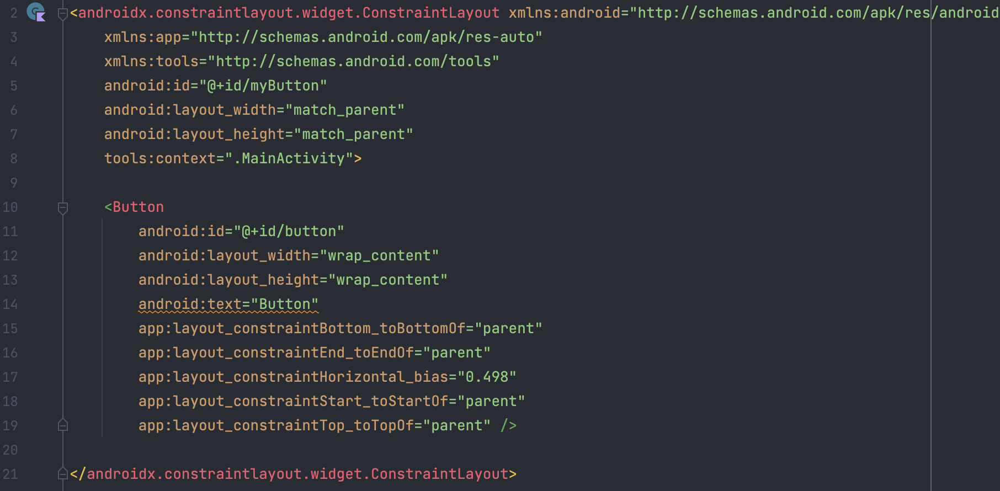 2 <androidx.constraintlayout.widget.ConstraintLayout xmlns:android="http://schemas.android.com/apk/res/android
3 xmlns:app="http://schemas.android.com/apk/res-auto"
4 xmlns:tools="http://schemas.android.com/tools"
5 android:id="@+id/myButton"
6 android:layout_width="match_parent"
7 android:layout_height="match_parent"
8 tools:context=".MainActivity">
9
10 <Button
11 android:id="@+id/button"
12 android:layout_width="wrap_content"
13 android:layout_height="wrap_content"
14 android:text="Button"
15 app:layout_constraintBottom_toBottomOf="parent"
16 app:layout_constraintEnd_toEndOf="parent"
17 app:layout_constraintHorizontal_bias="0.498"
18 app:layout_constraintStart_toStartOf="parent"
19 app:layout_constraintTop_toTopOf="parent" />
20
21 </androidx.constraintlayout.widget.ConstraintLayout>